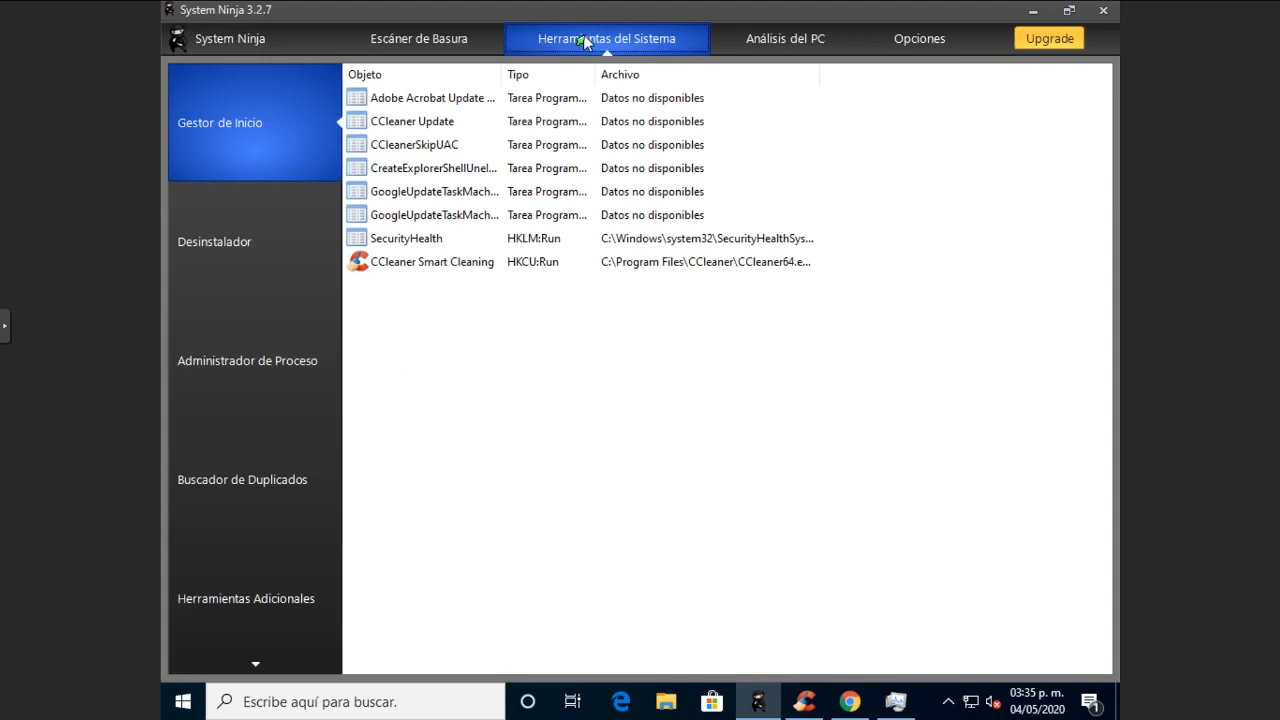 System Ninja 3.2.7
System Ninja
Escáner de Basura
Herramientas del Sistema
Análisis del PC
Opciones
Upgrade
Gestor de Inicio
Desinstalador
Administrador de Proceso
Buscador de Duplicados
Herramientas Adicionales
Objeto Tipo Archivo
Adobe Acrobat Update ... Tarea Program... Datos no disponibles
CCleaner Update Tarea Program... Datos no disponibles
CCleanerSkipUAC Tarea Program... Datos no disponibles
CreateExplorerShellUnel... Tarea Program... Datos no disponibles
GoogleUpdateTaskMach... Tarea Program... Datos no disponibles
GoogleUpdateTaskMach... Tarea Program... Datos no disponibles
SecurityHealth HKLM:Run C:\Windows\system32\SecurityHealthSys...
CCleaner Smart Cleaning HKCU:Run C:\Program Files\CCleaner\CCleaner64.e...
Escribe aquí para buscar.
03:35 p. m.
04/05/2020
1